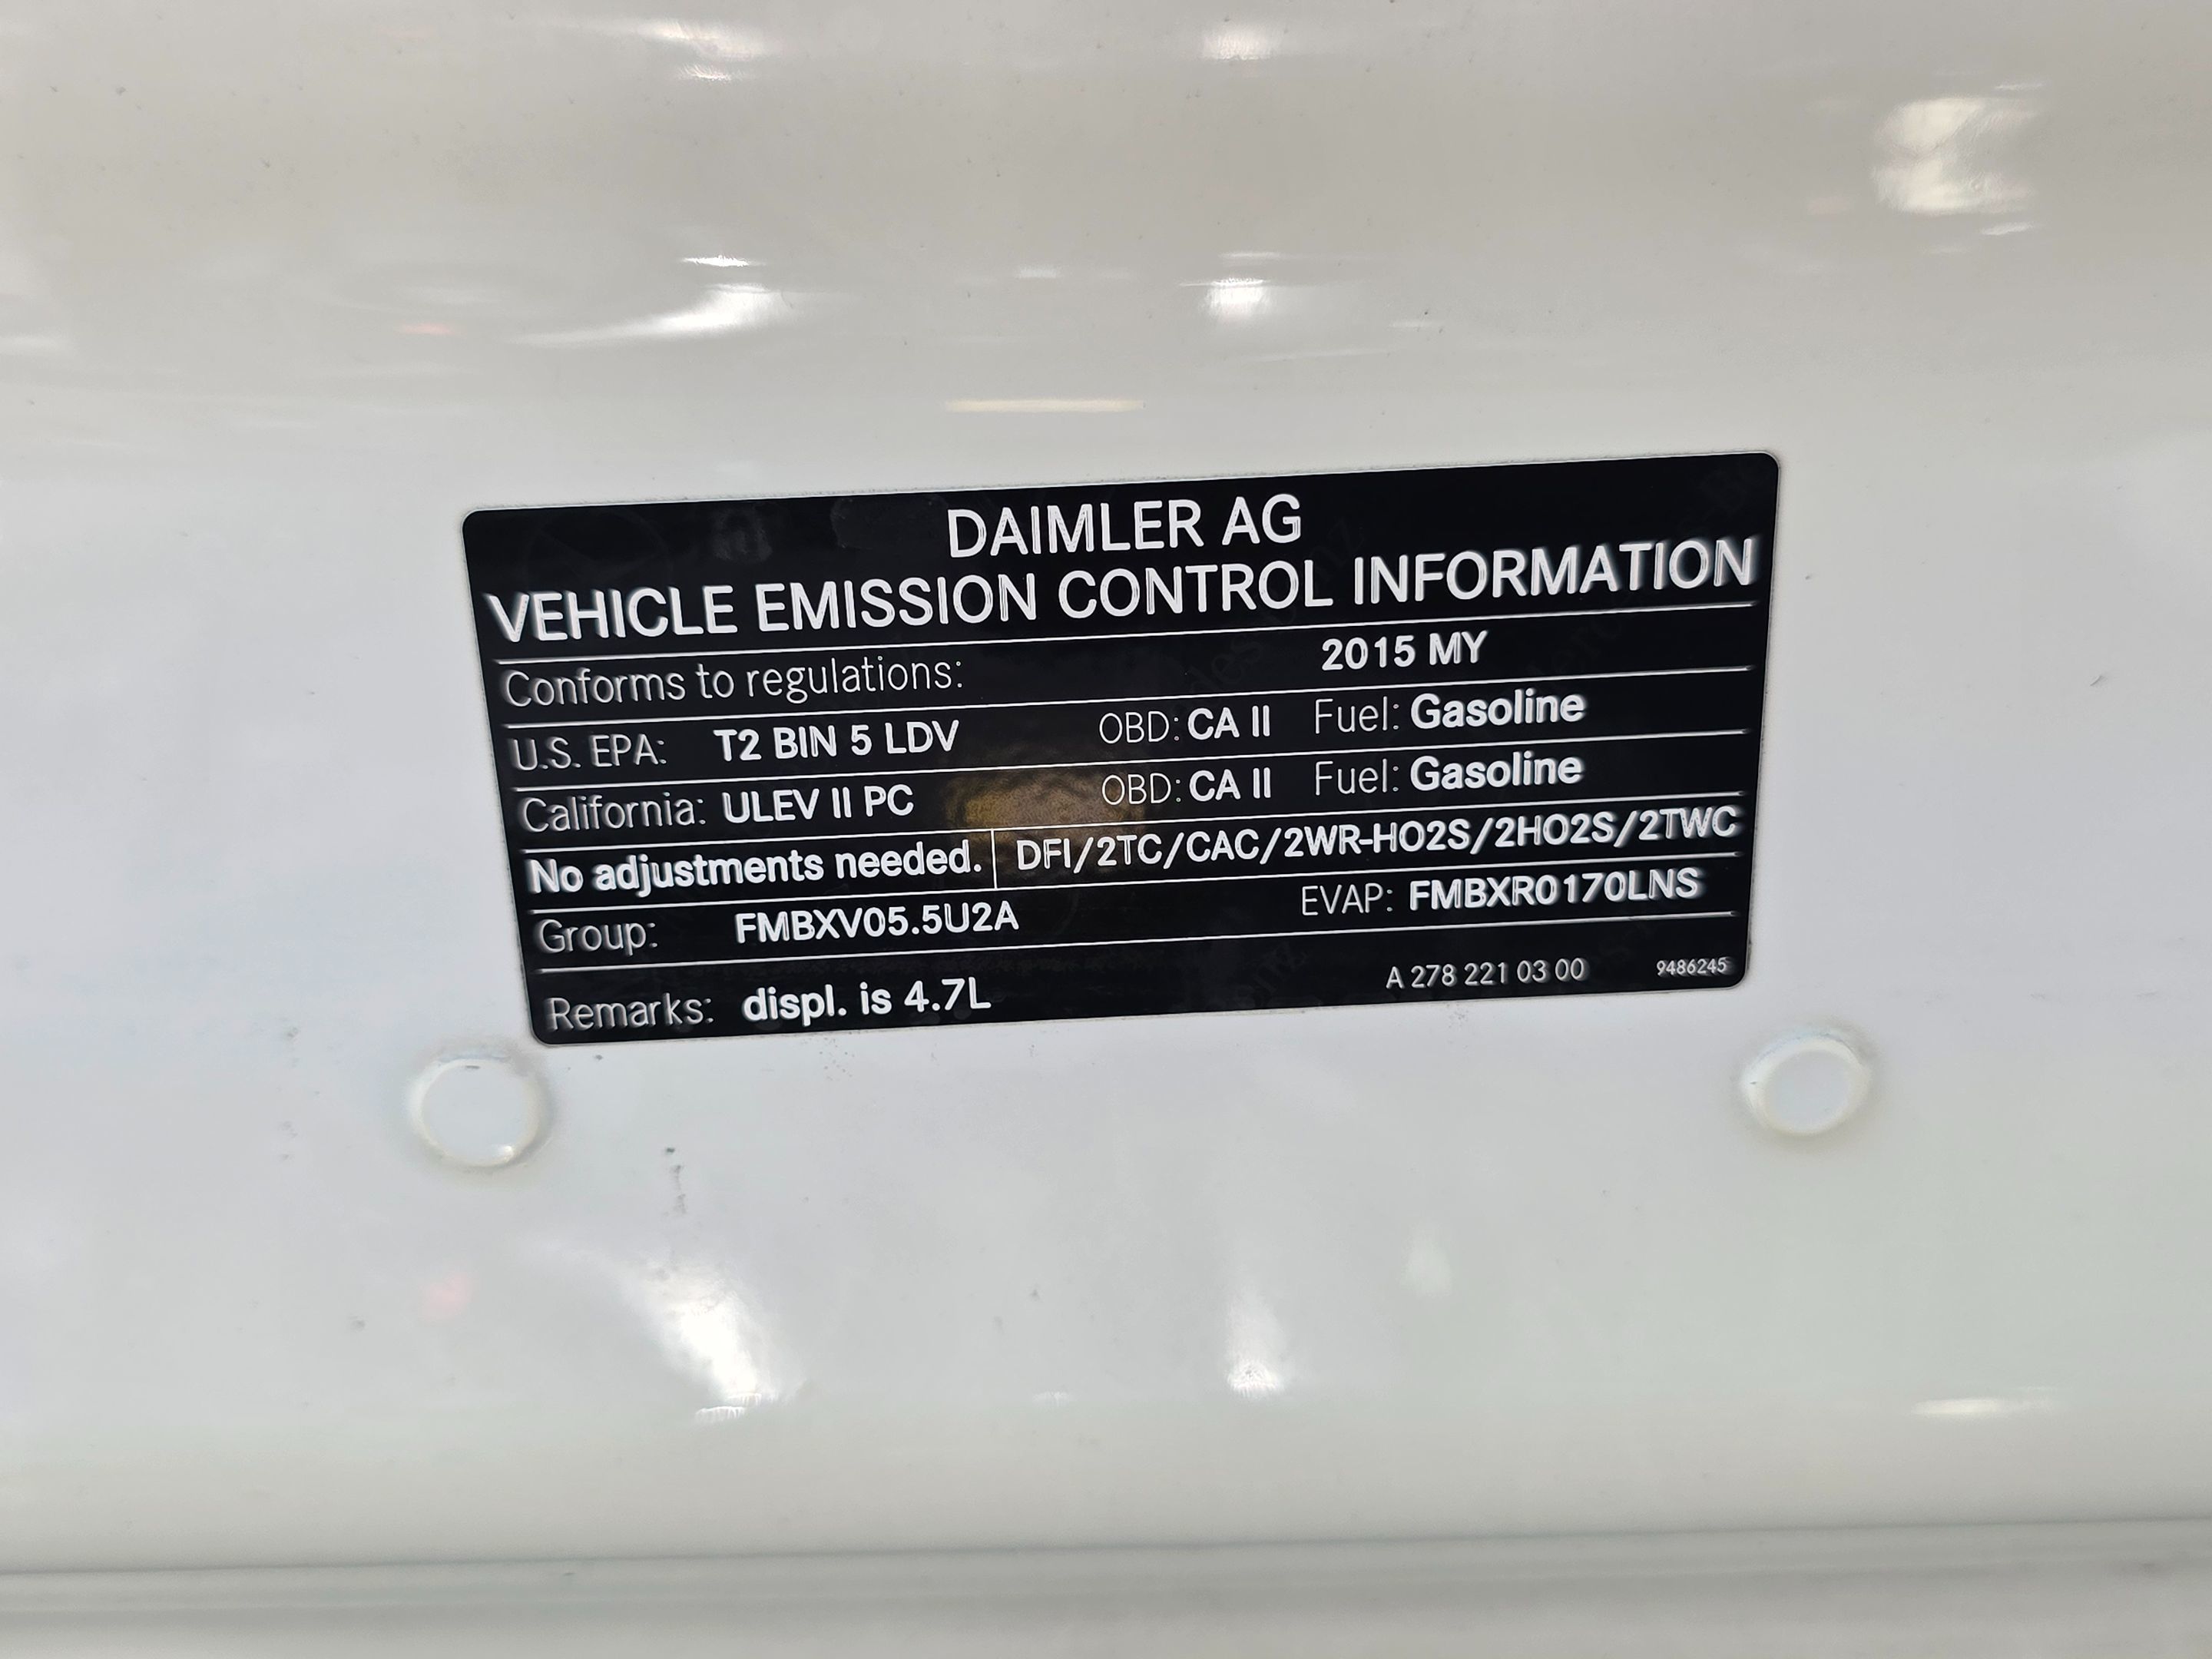 DAIMLER AG
VEHICLE EMISSION CONTROL INFORMATION
Conforms to regulations: 2015 MY
U.S. EPA: T2 BIN 5 LDV OBD: CA II Fuel: Gasoline
California: ULEV II PC OBD: CA II Fuel: Gasoline
No adjustments needed. DFI/2TC/CAC/2WR-HO2S/2HO2S/2TWC
Group: FMBXV05.5U2A EVAP: FMBXR0170LNS
Remarks: displ. is 4.7L A 278 221 03 00 9486245